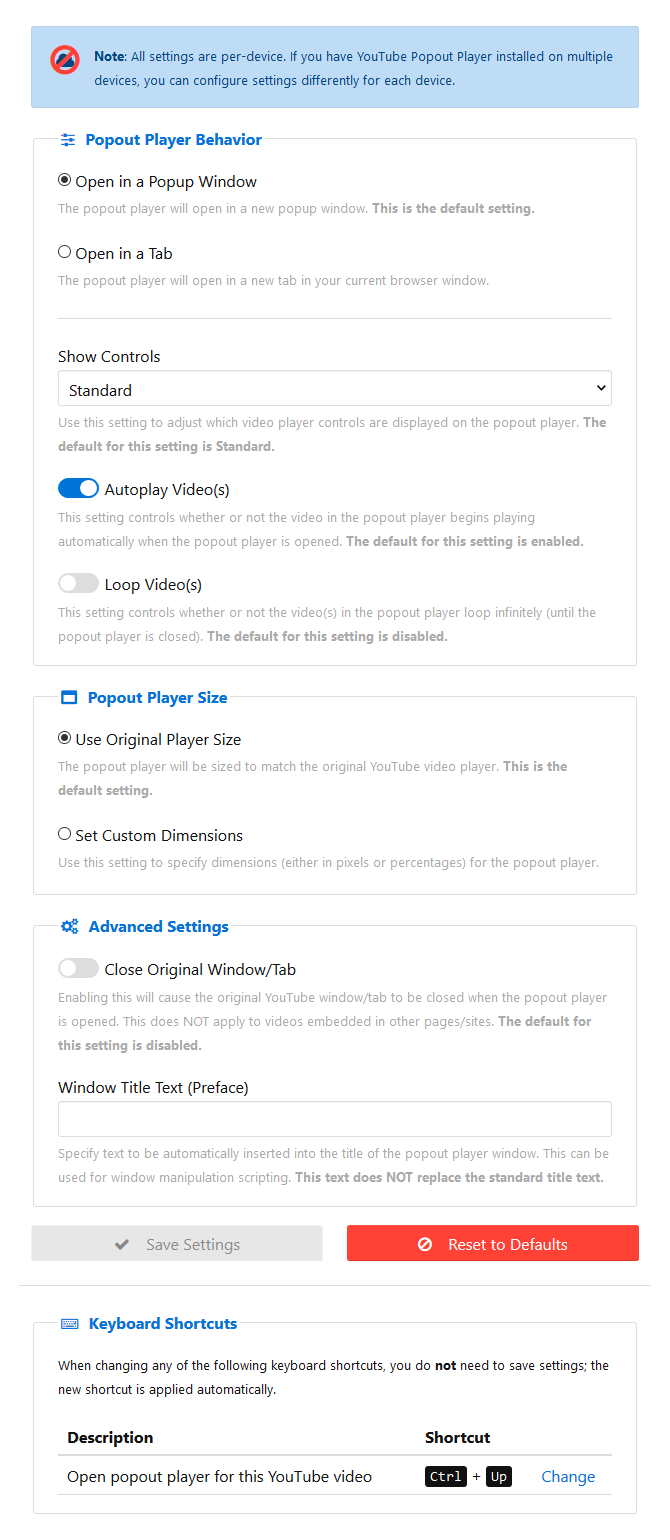 Note: All settings are per-device. If you have YouTube Popout Player installed on multiple
devices, you can configure settings differently for each device.
Popout Player Behavior
Open in a Popup Window
The popout player will open in a new popup window. This is the default setting.
Open in a Tab
The popout player will open in a new tab in your current browser window.
Show Controls
Standard
Use this setting to adjust which video player controls are displayed on the popout player. The
default for this setting is Standard.
Autoplay Video(s)
This setting controls whether or not the video in the popout player begins playing
automatically when the popout player is opened. The default for this setting is enabled.
Loop Video(s)
This setting controls whether or not the video(s) in the popout player loop infinitely (until the
popout player is closed). The default for this setting is disabled.
Popout Player Size
Use Original Player Size
The popout player will be sized to match the original YouTube video player. This is the
default setting.
Set Custom Dimensions
Use this setting to specify dimensions (either in pixels or percentages) for the popout player.
Advanced Settings
Close Original Window/Tab
Enabling this will cause the original YouTube window/tab to be closed when the popout player
is opened. This does NOT apply to videos embedded in other pages/sites. The default for
this setting is disabled.
Window Title Text (Preface)
Specify text to be automatically inserted into the title of the popout player window. This can be
used for window manipulation scripting. This text does NOT replace the standard title text.
Save Settings Reset to Defaults
Keyboard Shortcuts
When changing any of the following keyboard shortcuts, you do not need to save settings; the
new shortcut is applied automatically.
Description Shortcut
Open popout player for this YouTube video Ctrl + Up Change